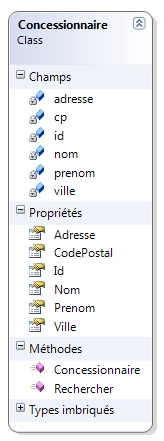 Concessionnaire
Class
Champs
adresse
cp
id
nom
prenom
ville
Propriétés
Adresse
CodePostal
Id
Nom
Prenom
Ville
Méthodes
Concessionnaire
Rechercher
Types imbriqués